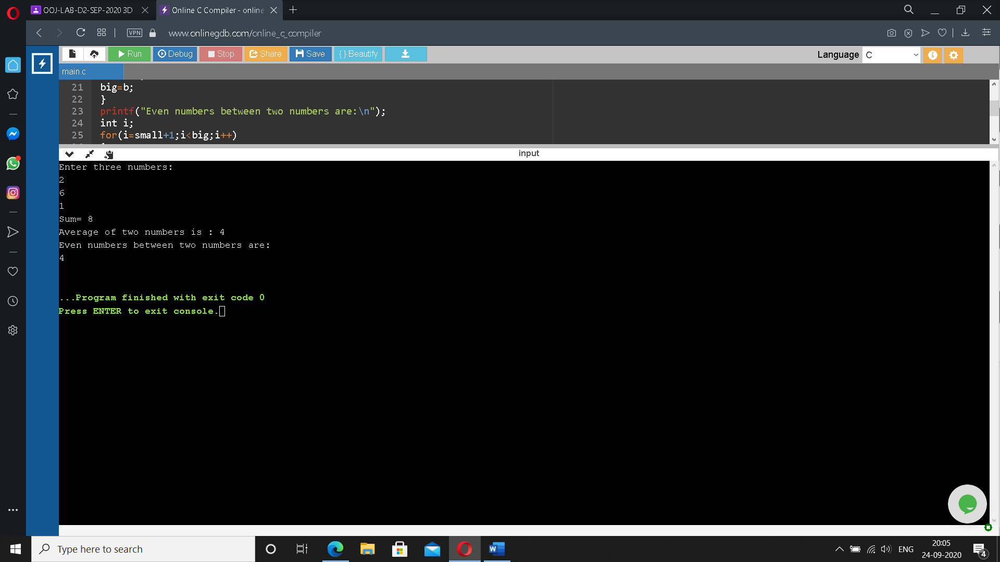 OOJ-LAB-D2-SEP-2020 3D
Online C Compiler - online
VPN
www.onlinegdb.com/online_c_compiler
Run
Debug
Stop
Share
Save
{ } Beautify
Language
C
main.c
21 big=b;
22 }
23 printf("Even numbers between two numbers are:\n");
24 int i;
25 for(i=small+1;i<big;i++)
input
Enter three numbers:
2
6
1
Sum= 8
Average of two numbers is : 4
Even numbers between two numbers are:
4
...Program finished with exit code 0
Press ENTER to exit console.
Type here to search
W
ENG
20:05
24-09-2020
4